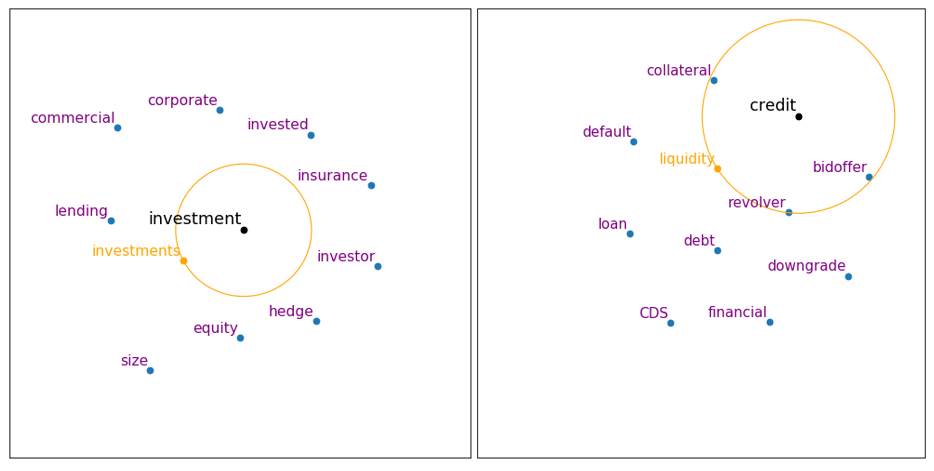 corporate
commercial
invested
insurance
lending
investment
investments
investor
hedge
equity
size
collateral
credit
default
liquidity
bidoffer
revolver
loan
debt
downgrade
CDS
financial